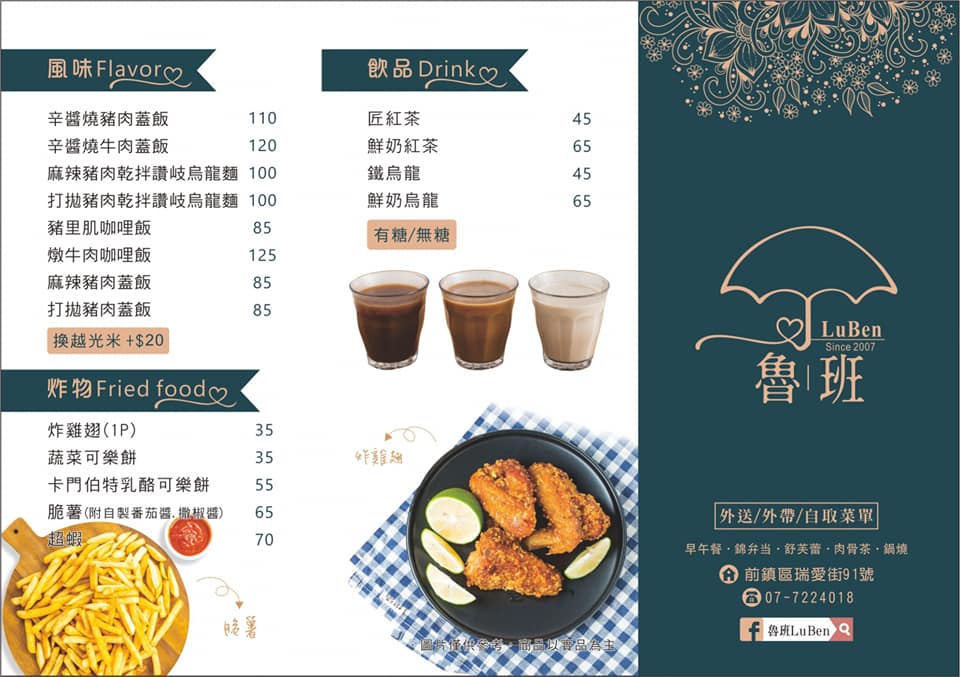 風味Flavor
辛醬燒豬肉蓋飯 110
辛醬燒牛肉蓋飯 120
麻辣豬肉乾拌讚岐烏龍麵 100
打拋豬肉乾拌讚岐烏龍麵 100
豬里肌咖哩飯 85
燉牛肉咖哩飯 125
麻辣豬肉蓋飯 85
打拋豬肉蓋飯 85
換越光米+$20
炸物Fried food
炸雞翅(1P) 35
蔬菜可樂餅 35
卡門伯特乳酪可樂餅 55
脆薯(附自製番茄醬.撒椒醬) 65
超蝦 70
脆薯
飲品Drink
匠紅茶 45
鮮奶紅茶 65
鐵烏龍 45
鮮奶烏龍 65
有糖/無糖
炸雞翅
圖片僅供參考，商品以實品為主
LuBen
Since 2007
魯班
外送/外帶/自取菜單
早午餐・錦弁当・舒芙蕾・肉骨茶・鍋燒
前鎮區瑞愛街91號
07-7224018
f 魯班LuBen